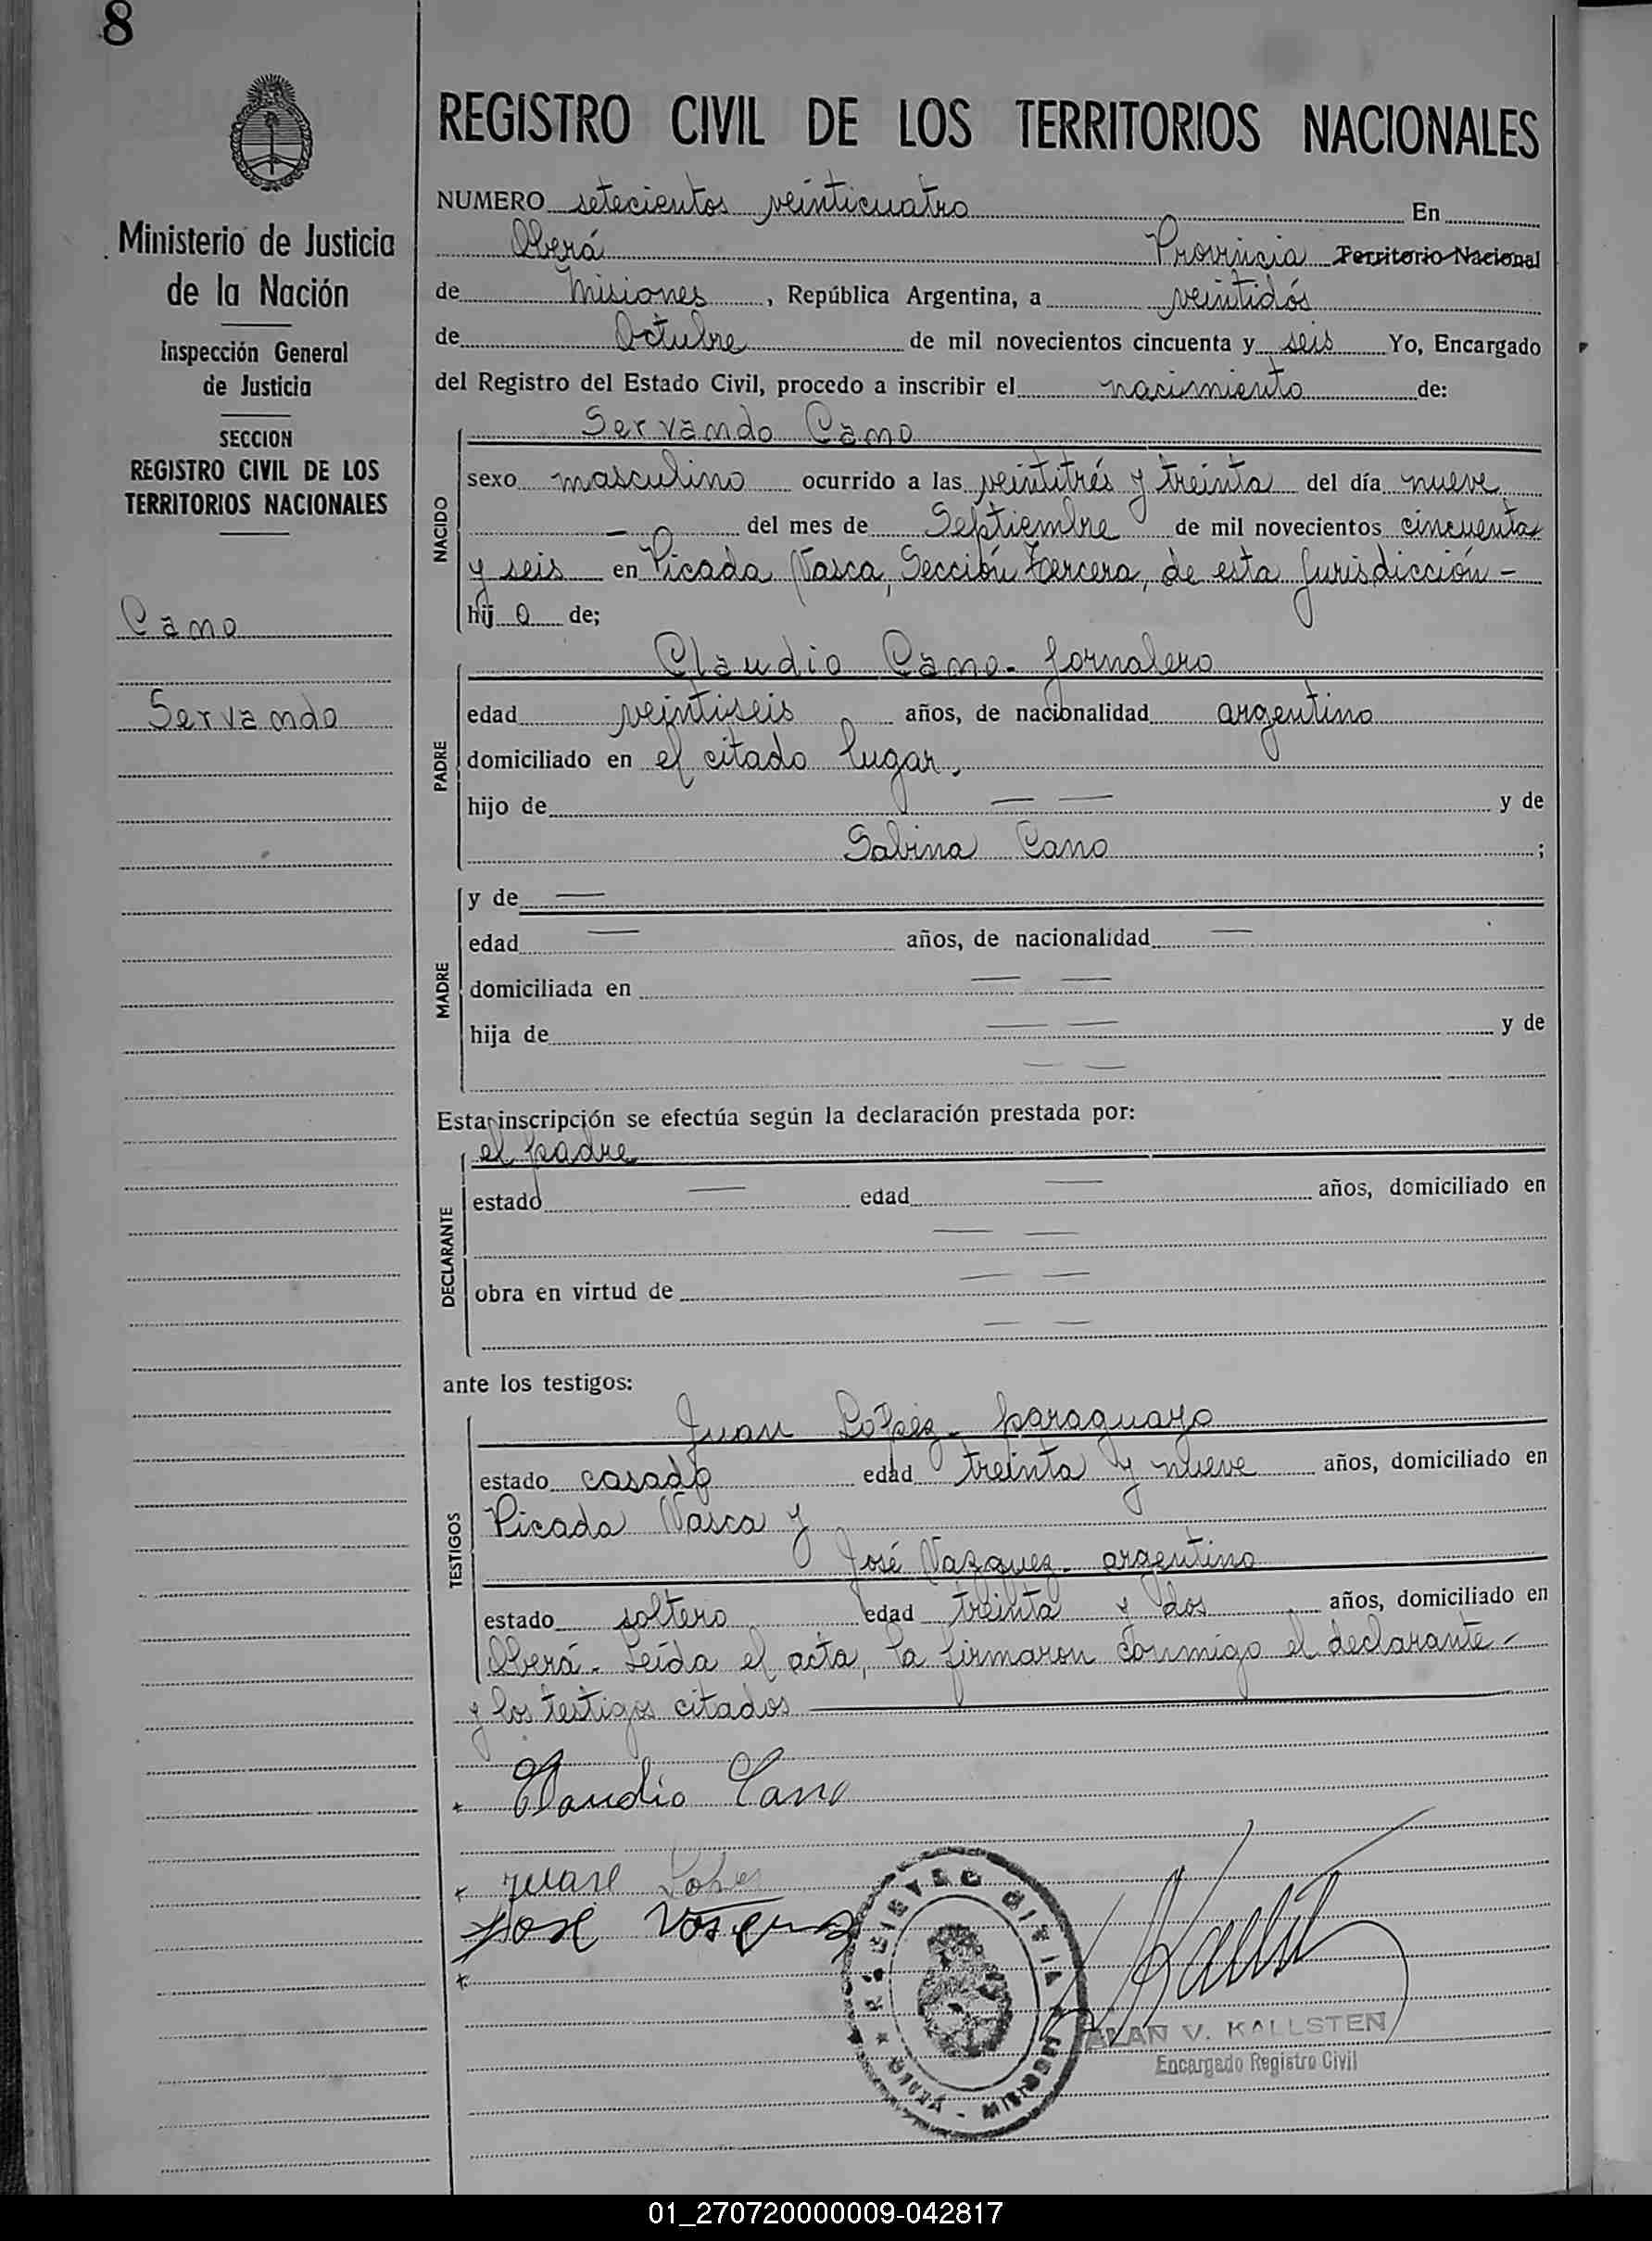 8
Ministerio de Justicia
de la Nación
Inspección General
de Justicia
SECCION
REGISTRO CIVIL DE LOS
TERRITORIOS NACIONALES
Cano
Servando
REGISTRO CIVIL DE LOS TERRITORIOS NACIONALES
NUMERO setecientos veinticuatro En
Oberá Provincia Territorio Nacional
de Misiones, República Argentina, a veintidós
de Octubre de mil novecientos cincuenta y seis Yo, Encargado
del Registro del Estado Civil, procedo a inscribir el nacimiento de:
NACIDO
Servando Cano
sexo masculino ocurrido a las veintitrés y treinta del día nueve
— del mes de Septiembre de mil novecientos cincuenta
y seis en Picada Vasca, Sección tercera, de esta Jurisdicción -
hij o de;
PADRE
Claudio Cano - Jornalero
edad veintiseis años, de nacionalidad argentino
domiciliado en el citado lugar,
hijo de — — y de
Sabina Cano ;
MADRE
y de —
edad — años, de nacionalidad —
domiciliada en — —
hija de — — y de
— —
Esta inscripción se efectúa según la declaración prestada por:
DECLARANTE
el padre
estado — edad — años, domiciliado en
— —
obra en virtud de — —
— —
ante los testigos:
TESTIGOS
Juan López - paraguayo
estado casado edad treinta y nueve años, domiciliado en
Picada Vasca y
José Vazquez - argentino
estado soltero edad treinta y dos años, domiciliado en
Oberá. Leída el acta, la firmaron conmigo el declarante -
y los testigos citados
Claudio Cano
Juan Lopez
Jose Vasquez
REGISTRO CIVIL
OBERA - MISIONES
ALAN V. KALLSTEN
Encargado Registro Civil
01_270720000009-042817